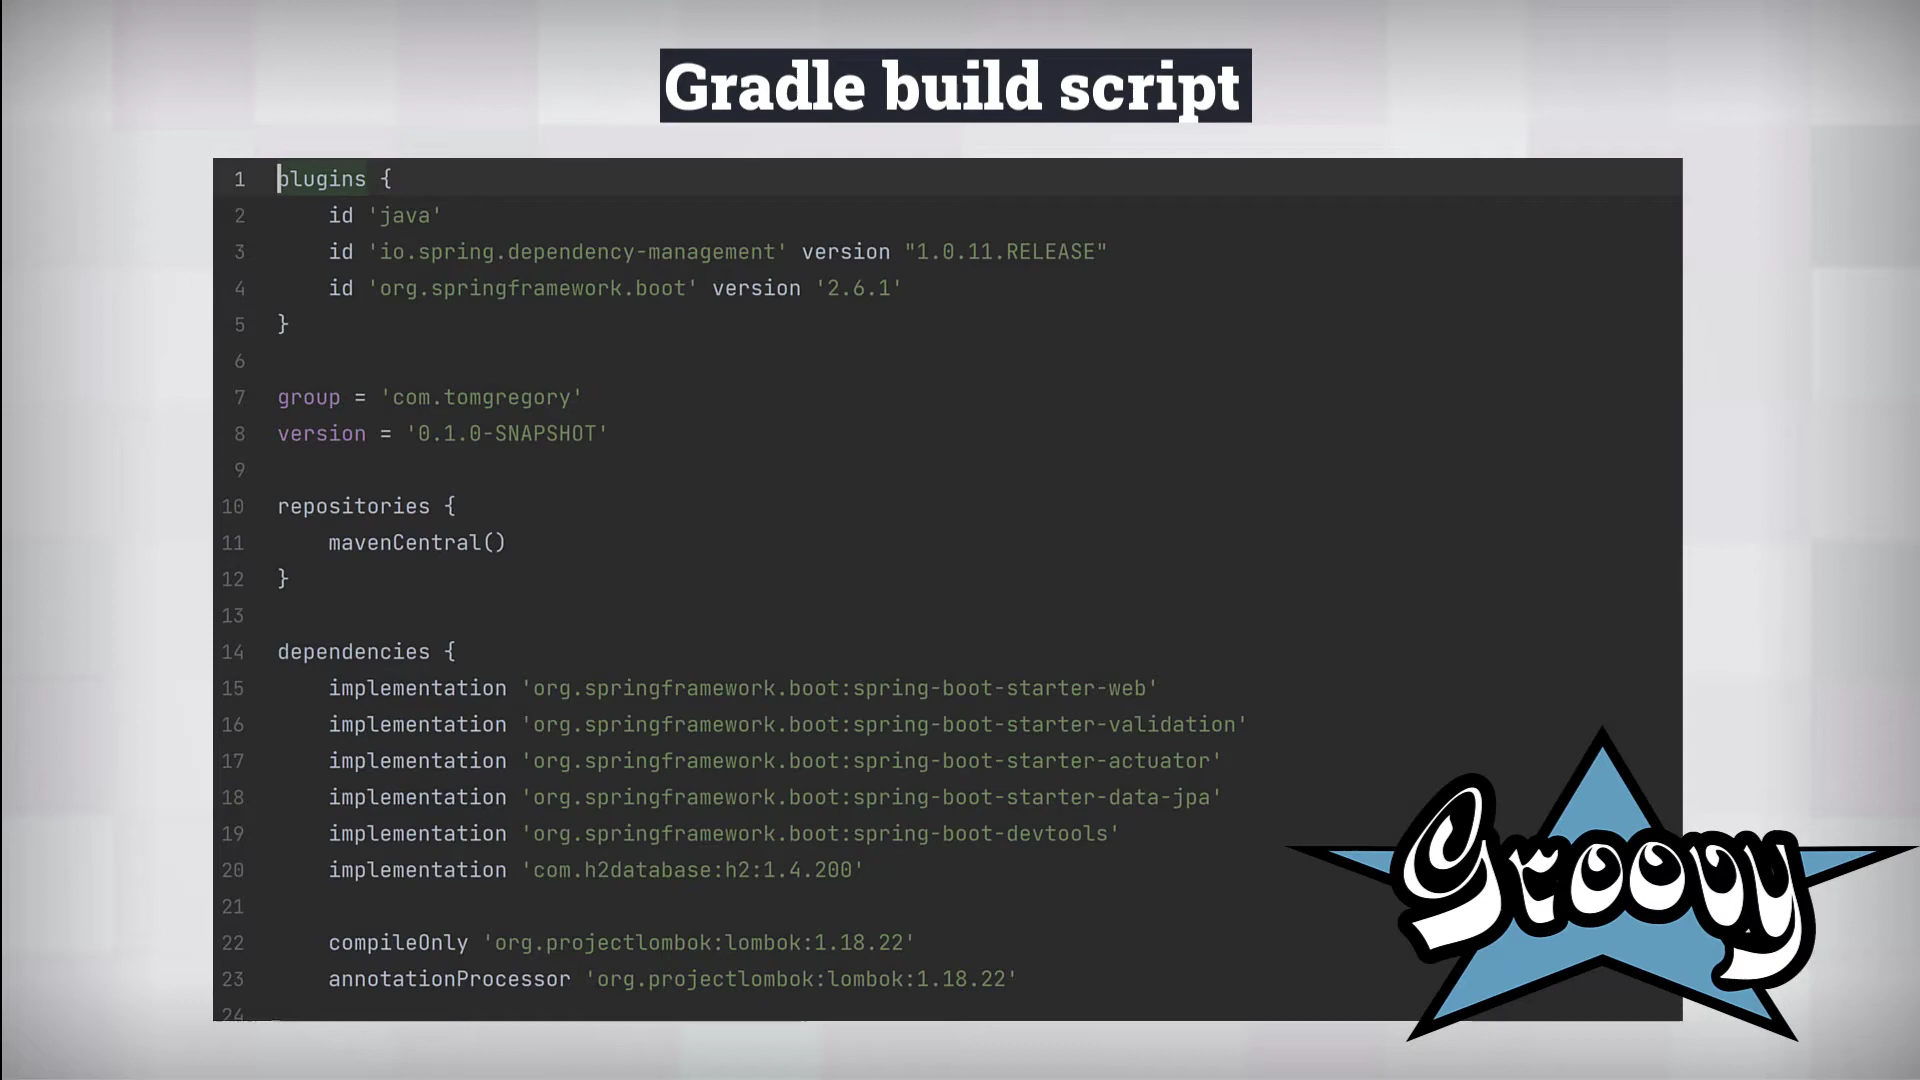 Gradle build script
1 plugins {
2 id 'java'
3 id 'io.spring.dependency-management' version "1.0.11.RELEASE"
4 id 'org.springframework.boot' version '2.6.1'
5 }
6
7 group = 'com.tomgregory'
8 version = '0.1.0-SNAPSHOT'
9
10 repositories {
11 mavenCentral()
12 }
13
14 dependencies {
15 implementation 'org.springframework.boot:spring-boot-starter-web'
16 implementation 'org.springframework.boot:spring-boot-starter-validation'
17 implementation 'org.springframework.boot:spring-boot-starter-actuator'
18 implementation 'org.springframework.boot:spring-boot-starter-data-jpa'
19 implementation 'org.springframework.boot:spring-boot-devtools'
20 implementation 'com.h2database:h2:1.4.200'
21
22 compileOnly 'org.projectlombok:lombok:1.18.22'
23 annotationProcessor 'org.projectlombok:lombok:1.18.22'
24
Groovy